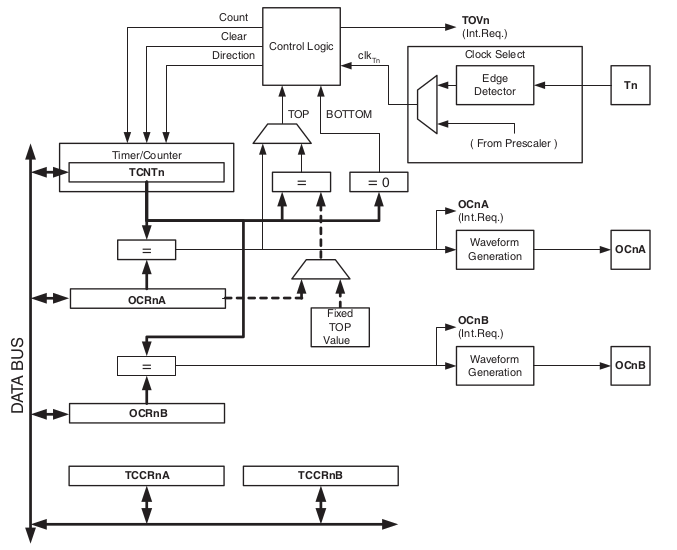 Count
Clear
Direction
Control Logic
TOVn
(Int.Req.)
clkTn
Clock Select
Edge
Detector
Tn
( From Prescaler )
TOP
BOTTOM
Timer/Counter
TCNTn
=
= 0
OCnA
(Int.Req.)
=
Waveform
Generation
OCnA
OCRnA
Fixed
TOP
Value
OCnB
(Int.Req.)
=
Waveform
Generation
OCnB
OCRnB
DATA BUS
TCCRnA
TCCRnB